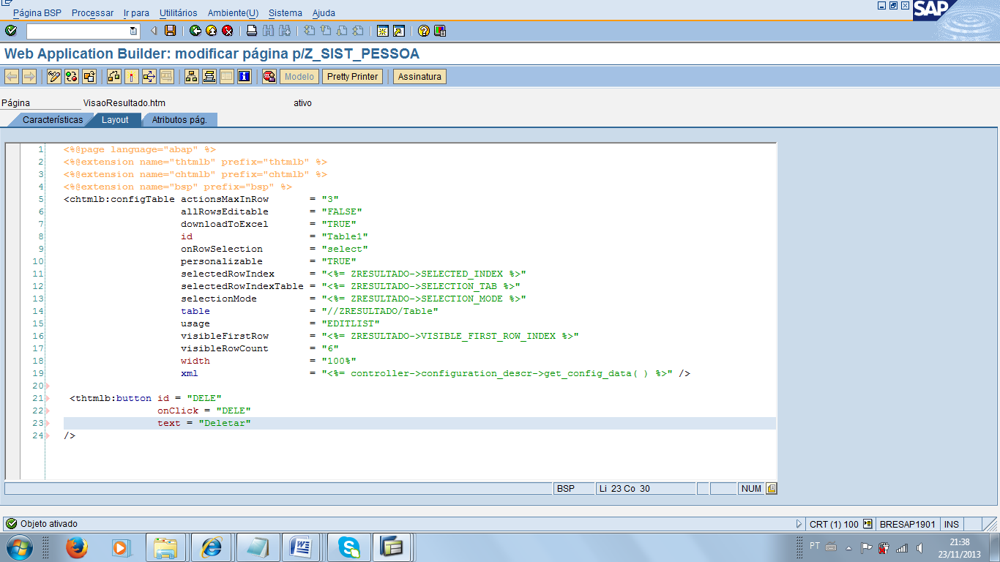 Página BSP Processar Ir para Utilitários Ambiente(U) Sistema Ajuda
SAP
Web Application Builder: modificar página p/Z_SIST_PESSOA
Modelo Pretty Printer Assinatura
Página VisaoResultado.htm ativo
Características Layout Atributos pág.
1 <%@page language="abap" %>
2 <%@extension name="thtmlb" prefix="thtmlb" %>
3 <%@extension name="chtmlb" prefix="chtmlb" %>
4 <%@extension name="bsp" prefix="bsp" %>
5 <chtmlb:configTable actionsMaxInRow = "3"
6 allRowsEditable = "FALSE"
7 downloadToExcel = "TRUE"
8 id = "Table1"
9 onRowSelection = "select"
10 personalizable = "TRUE"
11 selectedRowIndex = "<%= ZRESULTADO->SELECTED_INDEX %>"
12 selectedRowIndexTable = "<%= ZRESULTADO->SELECTION_TAB %>"
13 selectionMode = "<%= ZRESULTADO->SELECTION_MODE %>"
14 table = "//ZRESULTADO/Table"
15 usage = "EDITLIST"
16 visibleFirstRow = "<%= ZRESULTADO->VISIBLE_FIRST_ROW_INDEX %>"
17 visibleRowCount = "6"
18 width = "100%"
19 xml = "<%= controller->configuration_descr->get_config_data( ) %>" />
20
21 <thtmlb:button id = "DELE"
22 onClick = "DELE"
23 text = "Deletar"
24 />
BSP Li 23 Co 30 NUM
Objeto ativado CRT (1) 100 BRESAP1901 INS
PT 21:38
23/11/2013